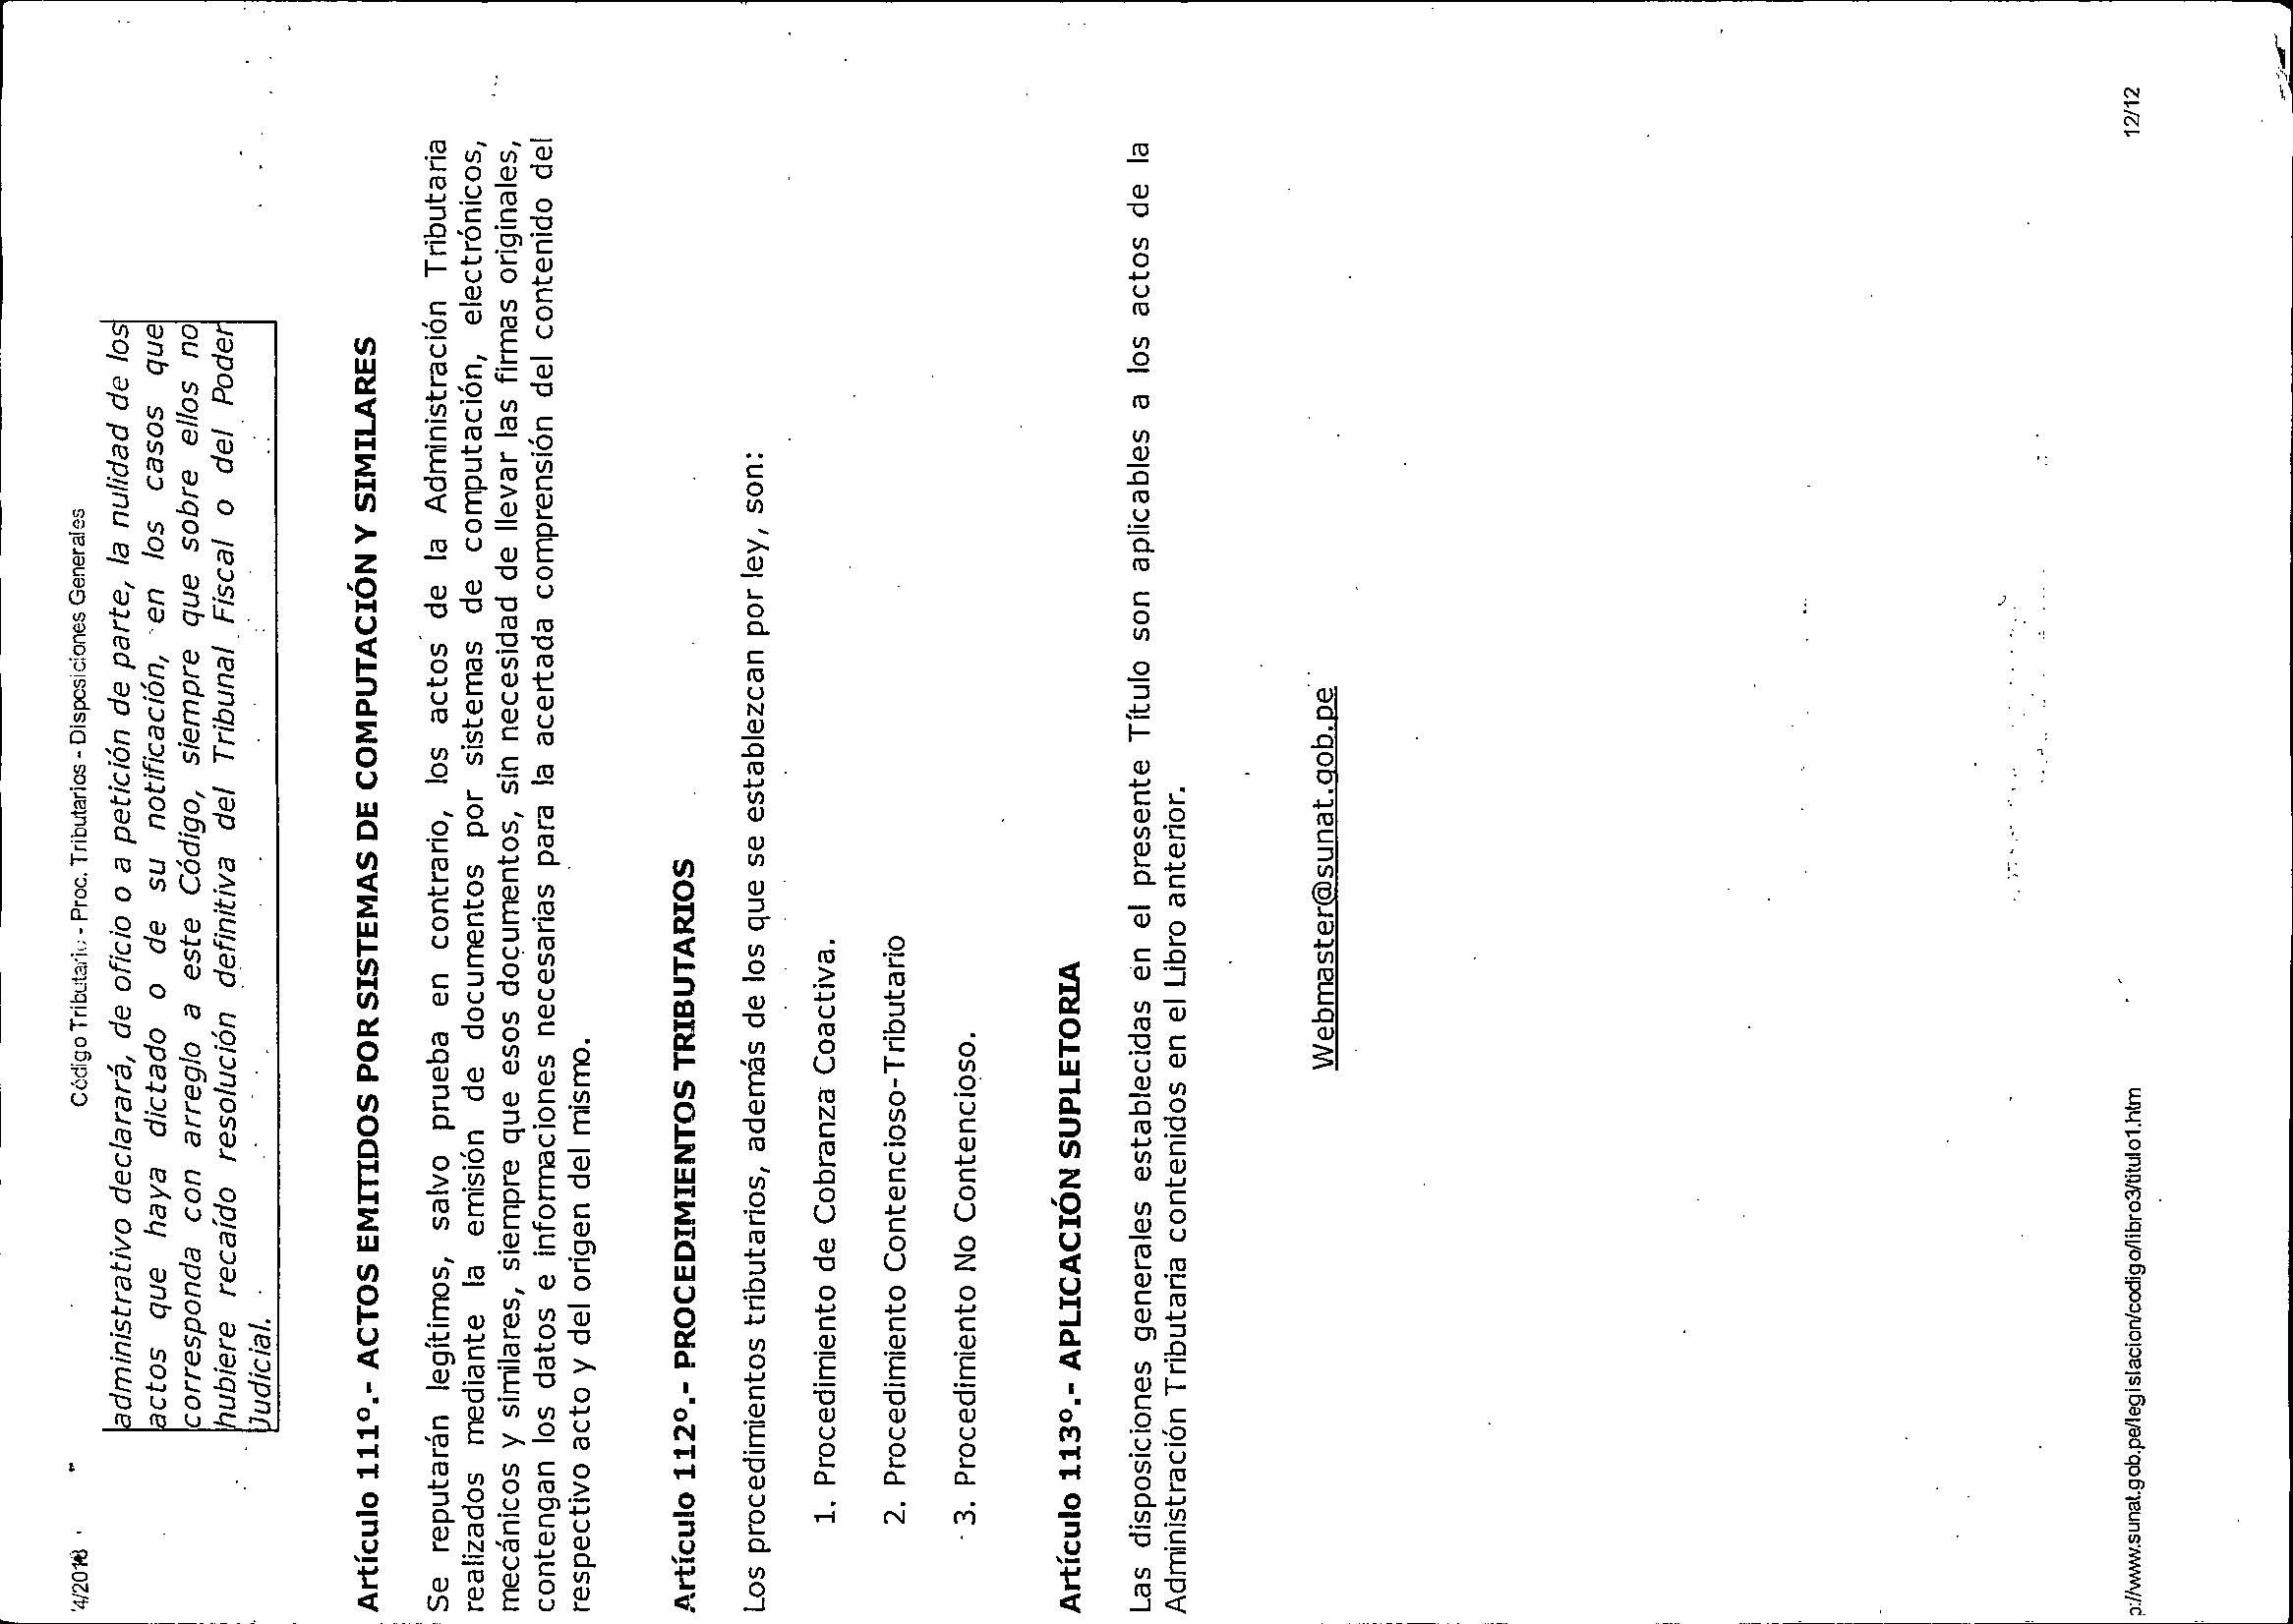 Código Tributario - Proc. Tributarios - Disposiciones Generales
administrativo declarará, de oficio o a petición de parte, la nulidad de los
actos que haya dictado o de su notificación, en los casos que
corresponda con arreglo a este Código, siempre que sobre ellos no
hubiere recaído resolución definitiva del Tribunal Fiscal o del Poder
Judicial.
Artículo 111º.- ACTOS EMITIDOS POR SISTEMAS DE COMPUTACIÓN Y SIMILARES
Se reputarán legítimos, salvo prueba en contrario, los actos de la Administración Tributaria
realizados mediante la emisión de documentos por sistemas de computación, electrónicos,
mecánicos y similares, siempre que esos documentos, sin necesidad de llevar las firmas originales,
contengan los datos e informaciones necesarias para la acertada comprensión del contenido del
respectivo acto y del origen del mismo.
Artículo 112º.- PROCEDIMIENTOS TRIBUTARIOS
Los procedimientos tributarios, además de los que se establezcan por ley, son:
1. Procedimiento de Cobranza Coactiva.
2. Procedimiento Contencioso-Tributario
3. Procedimiento No Contencioso.
Artículo 113º.- APLICACIÓN SUPLETORIA
Las disposiciones generales establecidas en el presente Título son aplicables a los actos de la
Administración Tributaria contenidos en el Libro anterior.
Webmaster@sunat.gob.pe
p://www.sunat.gob.pe/legislacion/codigo/libro3/titulo1.htm 12/12